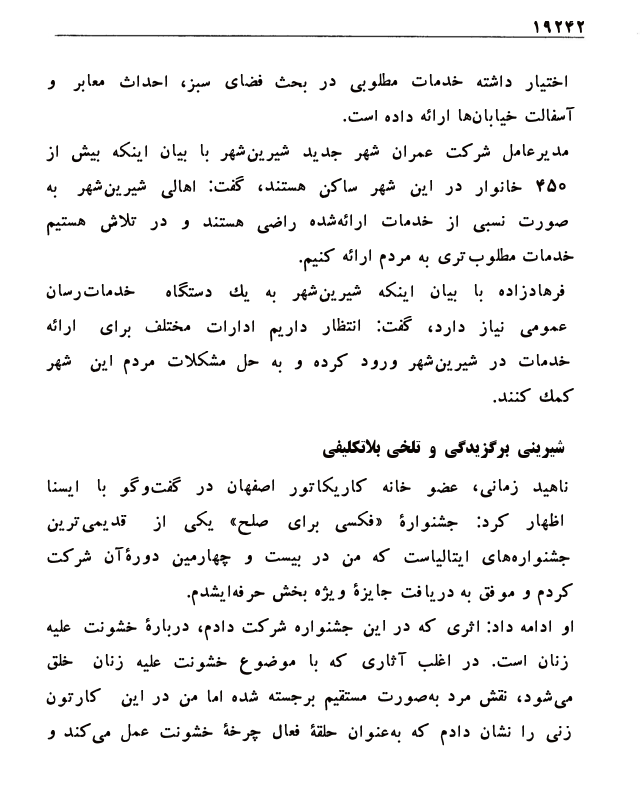 ۱۹۲۴۲
اختیار داشته خدمات مطلوبی در بحث فضای سبز، احداث معابر و
آسفالت خیابان‌ها ارائه داده است.
مدیرعامل شرکت عمران شهر جدید شیرین‌شهر با بیان اینکه بیش از
۴۵۰ خانوار در این شهر ساکن هستند، گفت: اهالی شیرین‌شهر به
صورت نسبی از خدمات ارائه‌شده راضی هستند و در تلاش هستیم
خدمات مطلوب‌تری به مردم ارائه کنیم.
فرهادزاده با بیان اینکه شیرین‌شهر به یك دستگاه خدمات‌رسان
عمومی نیاز دارد، گفت: انتظار داریم ادارات مختلف برای ارائه
خدمات در شیرین‌شهر ورود کرده و به حل مشکلات مردم این شهر
کمك کنند.
شیرینی برگزیدگی و تلخی بلاتکلیفی
ناهید زمانی، عضو خانه کاریکاتور اصفهان در گفت‌وگو با ایسنا
اظهار کرد: جشنوارهٔ «فکسی برای صلح» یکی از قدیمی‌ترین
جشنواره‌های ایتالیاست که من در بیست و چهارمین دورهٔ‌آن شرکت
کردم و موفق به دریافت جایزهٔ ویژه بخش حرفه‌ایشدم.
او ادامه داد: اثری که در این جشنواره شرکت دادم، دربارهٔ خشونت علیه
زنان است. در اغلب آثاری که با موضوع خشونت علیه زنان خلق
می‌شود، نقش مرد به‌صورت مستقیم برجسته شده اما من در این کارتون
زنی را نشان دادم که به‌عنوان حلقهٔ فعال چرخهٔ خشونت عمل می‌کند و